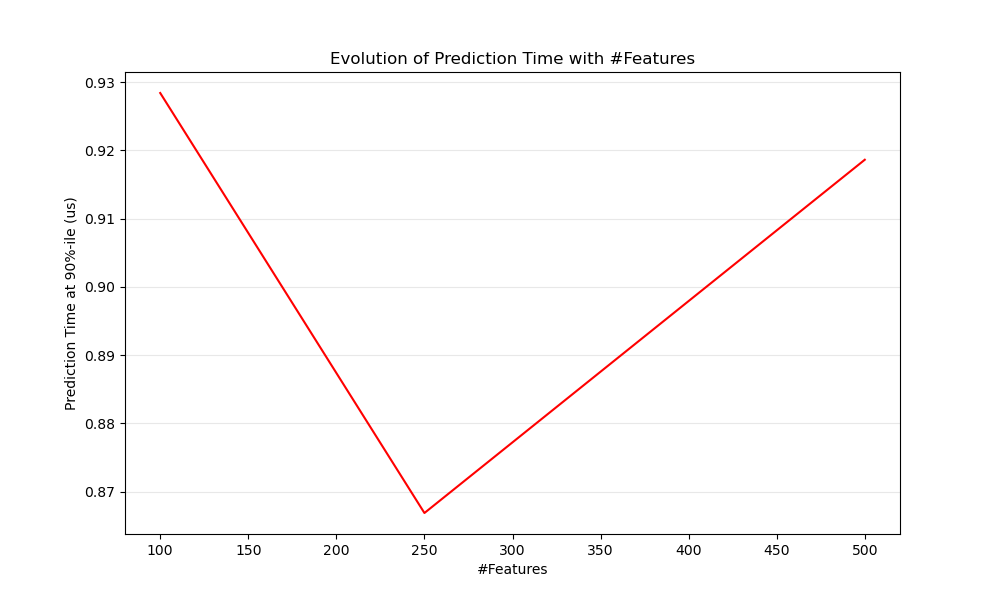 Evolution of Prediction Time with #Features
Prediction Time at 90%-ile (us)
0.93
0.92
0.91
0.90
0.89
0.88
0.87
100 150 200 250 300 350 400 450 500
#Features